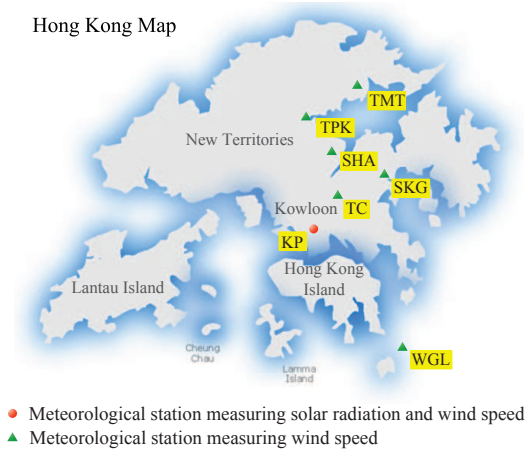 Hong Kong Map
TMT
TPK
New Territories
SHA
SKG
Kowloon
TC
KP
Hong Kong
Island
Lantau Island
Cheung
Chau
WGL
Lamma
Island
Meteorological station measuring solar radiation and wind speed
Meteorological station measuring wind speed